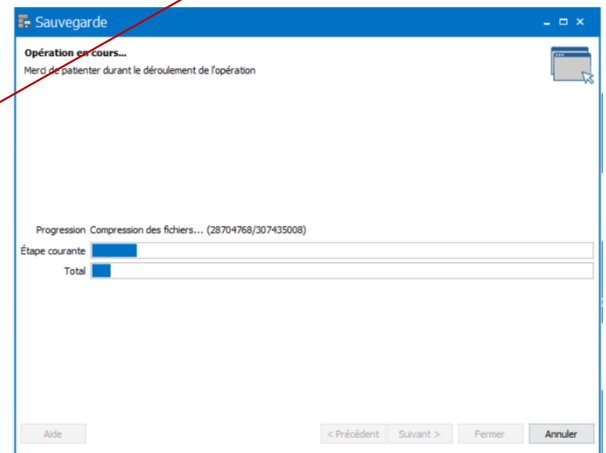 Sauvegarde
Opération en cours...
Merci de patienter durant le déroulement de l'opération
Progression Compression des fichiers... (28704768/307435008)
Étape courante
Total
Aide < Précédent Suivant > Fermer Annuler